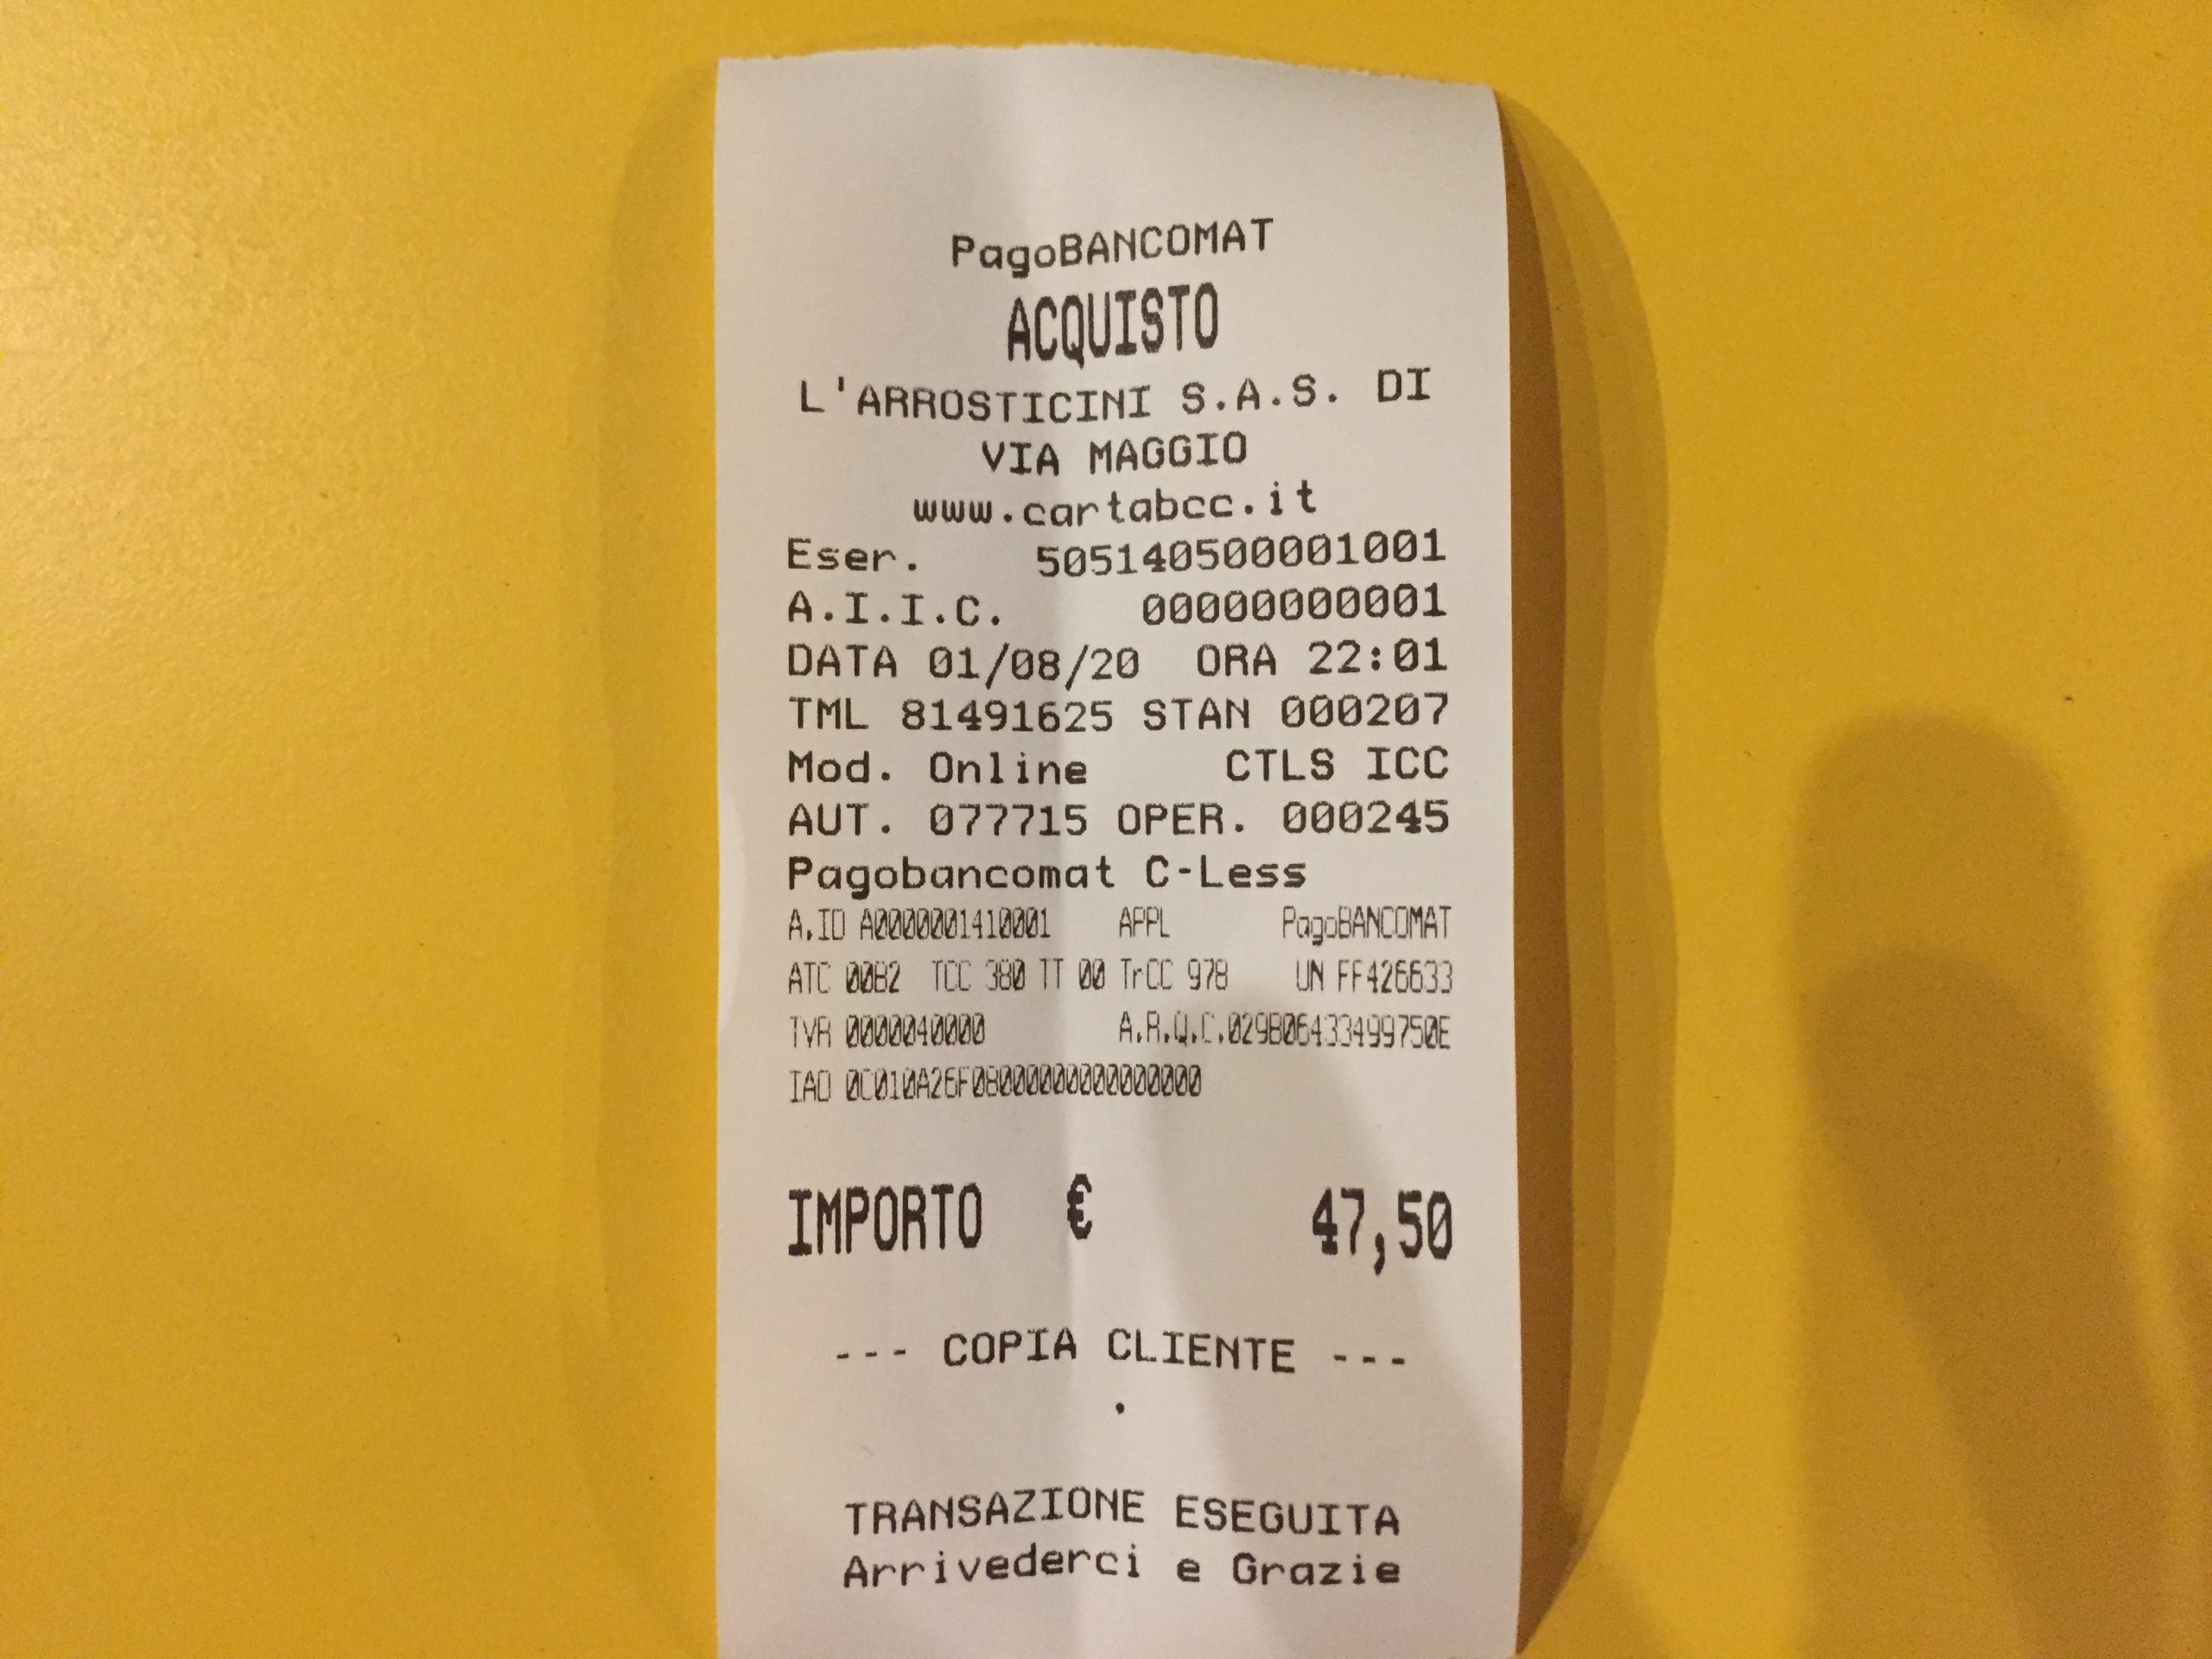 PagoBANCOMAT
ACQUISTO
L'ARROSTICINI S.A.S. DI
VIA MAGGIO
www.cartabcc.it
Eser. 505140500001001
A.I.I.C. 00000000001
DATA 01/08/20 ORA 22:01
TML 81491625 STAN 000207
Mod. Online CTLS ICC
AUT. 077715 OPER. 000245
Pagobancomat C-Less
A.ID A0000001410001 APPL PagoBANCOMAT
ATC 00B2 TCC 380 TT 00 TrCC 978 UN FF426633
TVR 0000040000 A.R.Q.C.029B06433499750E
IAD 0C010A26F08000000000000000
IMPORTO € 47,50
--- COPIA CLIENTE ---
.
TRANSAZIONE ESEGUITA
Arrivederci e Grazie